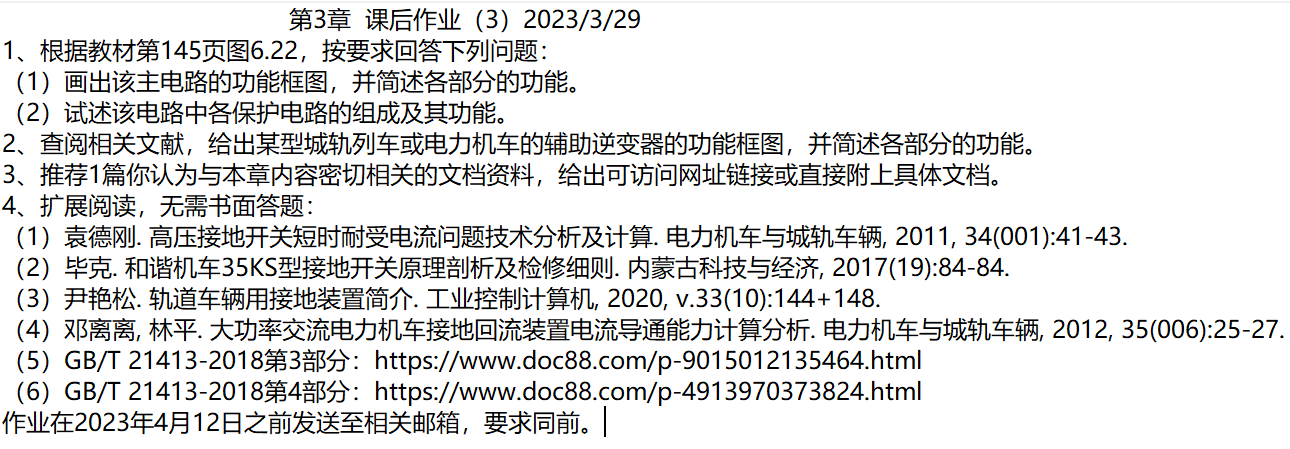 第3章 课后作业（3）2023/3/29
1、根据教材第145页图6.22，按要求回答下列问题：
（1）画出该主电路的功能框图，并简述各部分的功能。
（2）试述该电路中各保护电路的组成及其功能。
2、查阅相关文献，给出某型城轨列车或电力机车的辅助逆变器的功能框图，并简述各部分的功能。
3、推荐1篇你认为与本章内容密切相关的文档资料，给出可访问网址链接或直接附上具体文档。
4、扩展阅读，无需书面答题：
（1）袁德刚. 高压接地开关短时耐受电流问题技术分析及计算. 电力机车与城轨车辆, 2011, 34(001):41-43.
（2）毕克. 和谐机车35KS型接地开关原理剖析及检修细则. 内蒙古科技与经济, 2017(19):84-84.
（3）尹艳松. 轨道车辆用接地装置简介. 工业控制计算机, 2020, v.33(10):144+148.
（4）邓离离, 林平. 大功率交流电力机车接地回流装置电流导通能力计算分析. 电力机车与城轨车辆, 2012, 35(006):25-27.
（5）GB/T 21413-2018第3部分：https://www.doc88.com/p-9015012135464.html
（6）GB/T 21413-2018第4部分：https://www.doc88.com/p-4913970373824.html
作业在2023年4月12日之前发送至相关邮箱，要求同前。